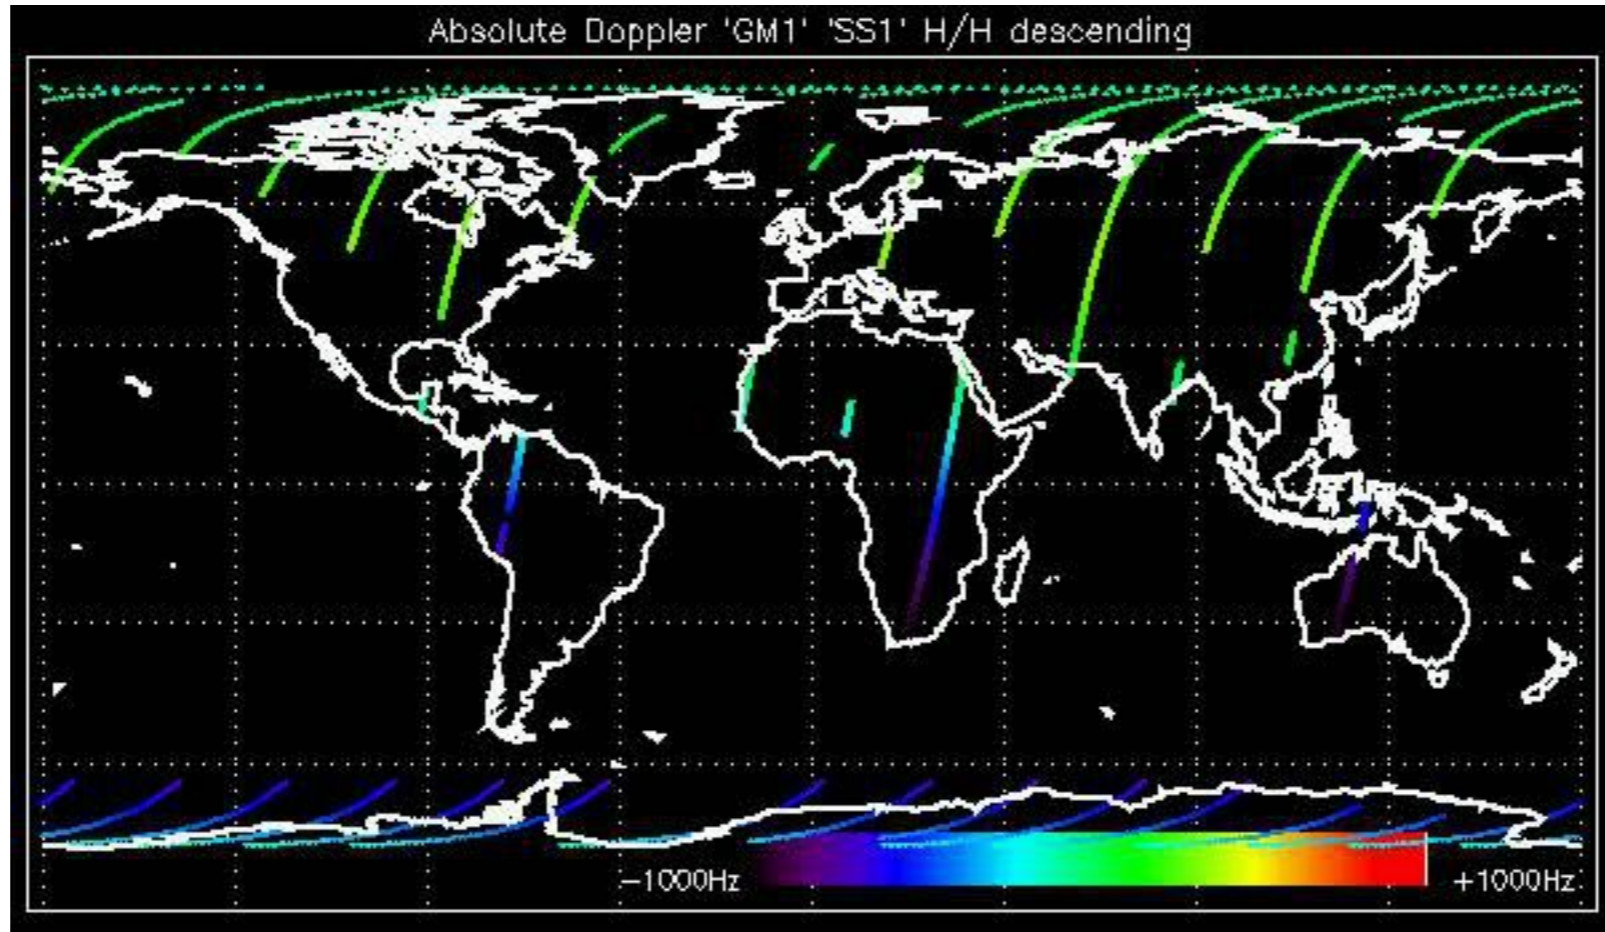 Absolute Doppler 'GM1' 'SS1' H/H descending
−1000Hz
+1000Hz